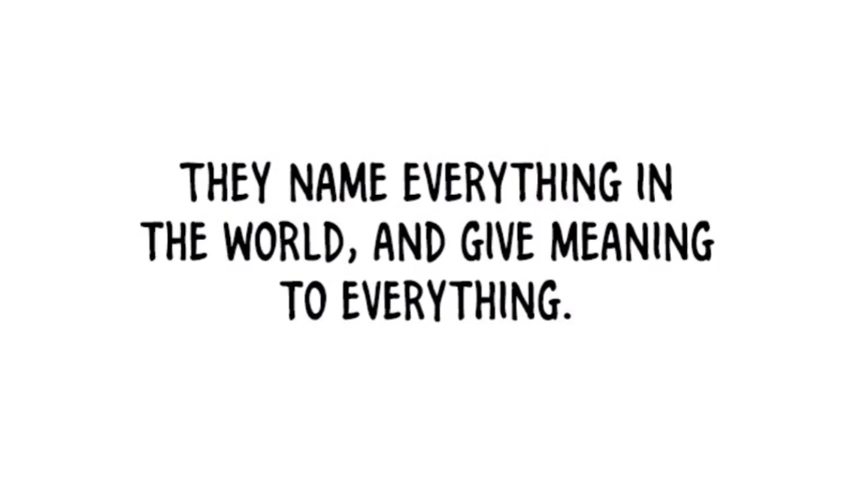 THEY NAME EVERYTHING IN
THE WORLD, AND GIVE MEANING
TO EVERYTHING.